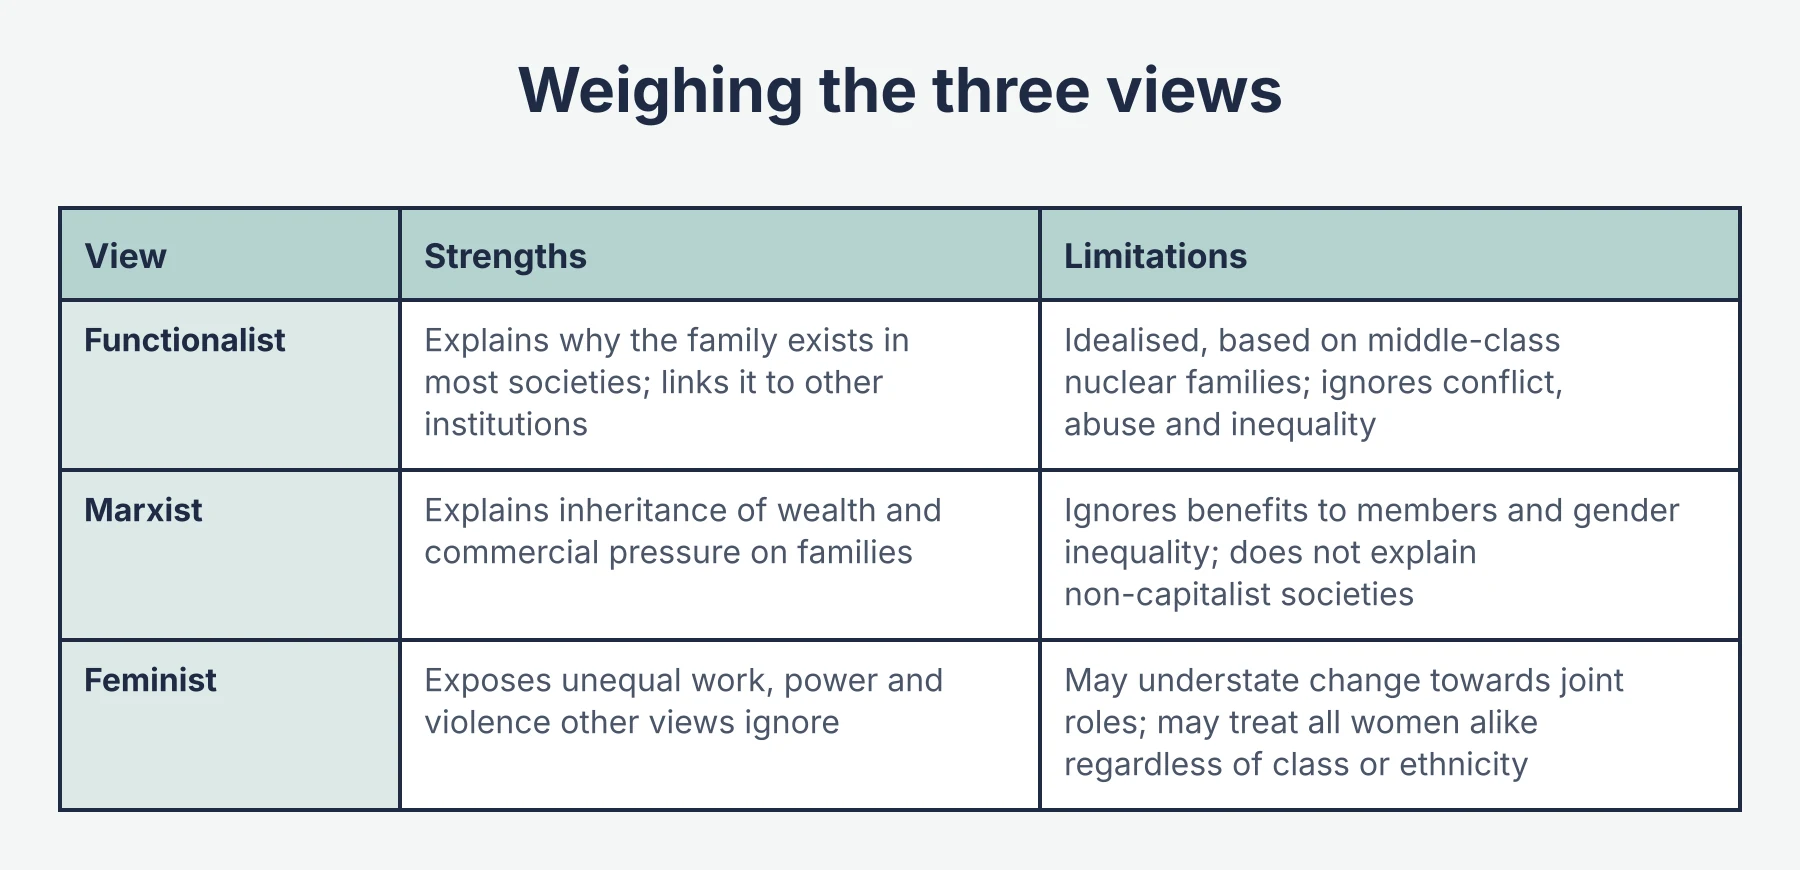 Weighing the three views
View
Strengths
Limitations
Functionalist
Explains why the family exists in
most societies; links it to other
institutions
Idealised, based on middle-class
nuclear families; ignores conflict,
abuse and inequality
Marxist
Explains inheritance of wealth and
commercial pressure on families
Ignores benefits to members and gender
inequality; does not explain
non-capitalist societies
Feminist
Exposes unequal work, power and
violence other views ignore
May understate change towards joint
roles; may treat all women alike
regardless of class or ethnicity